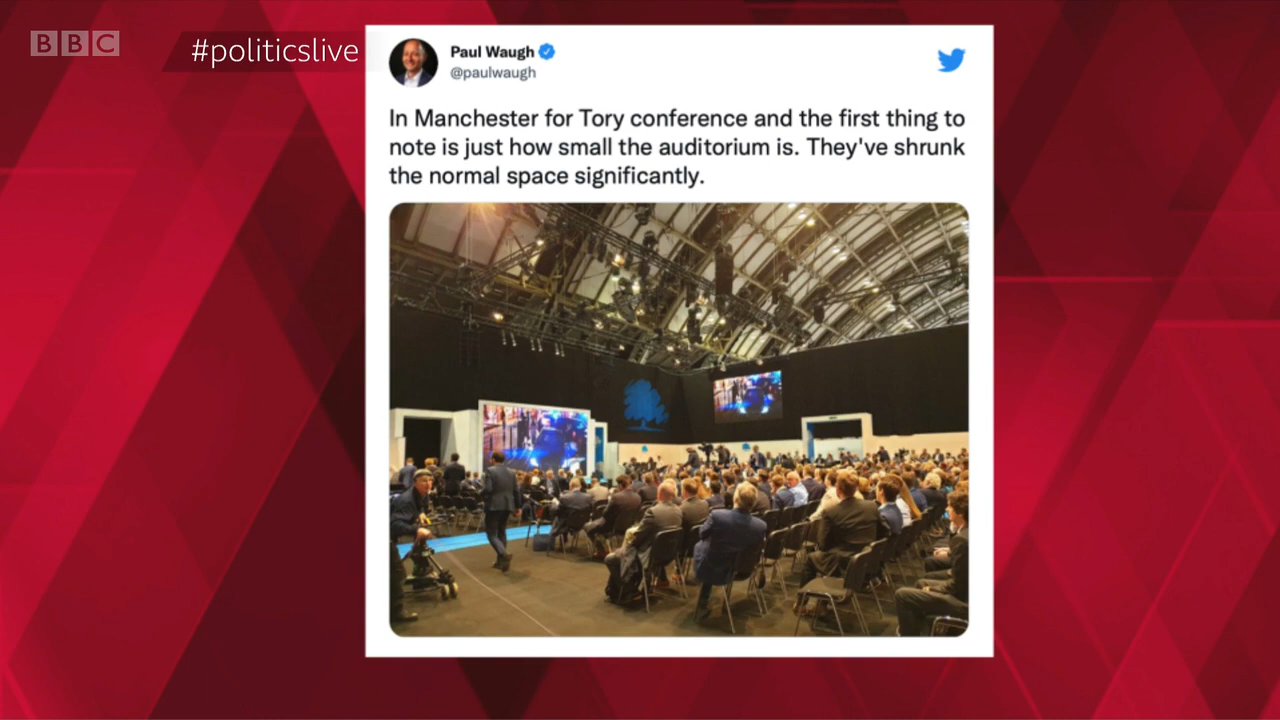 BBC
#politicslive
Paul Waugh
@paulwaugh
In Manchester for Tory conference and the first thing to
note is just how small the auditorium is. They've shrunk
the normal space significantly.